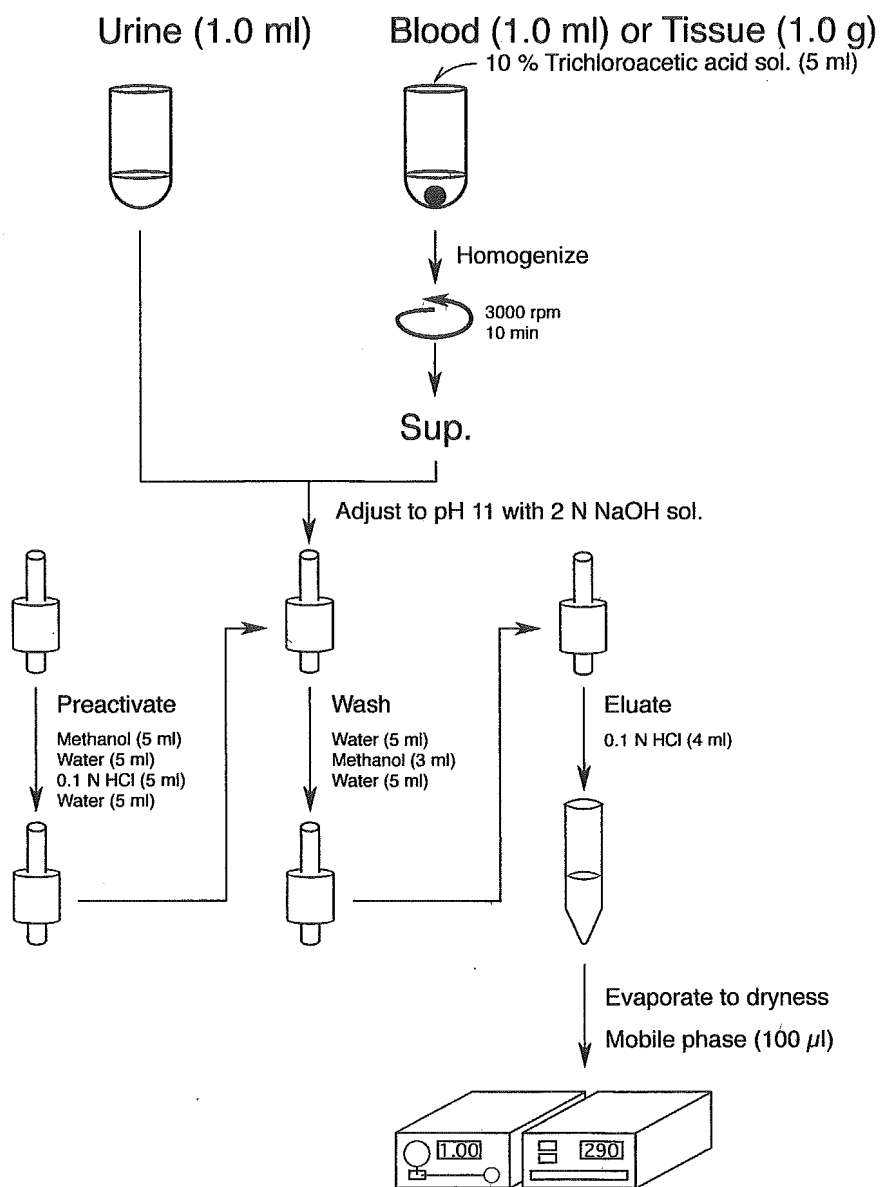 Urine (1.0 ml)
Blood (1.0 ml) or Tissue (1.0 g)
10 % Trichloroacetic acid sol. (5 ml)
Homogenize
3000 rpm
10 min
Sup.
Adjust to pH 11 with 2 N NaOH sol.
Preactivate
Methanol (5 ml)
Water (5 ml)
0.1 N HCl (5 ml)
Water (5 ml)
Wash
Water (5 ml)
Methanol (3 ml)
Water (5 ml)
Eluate
0.1 N HCl (4 ml)
Evaporate to dryness
Mobile phase (100 µl)
1.00
290